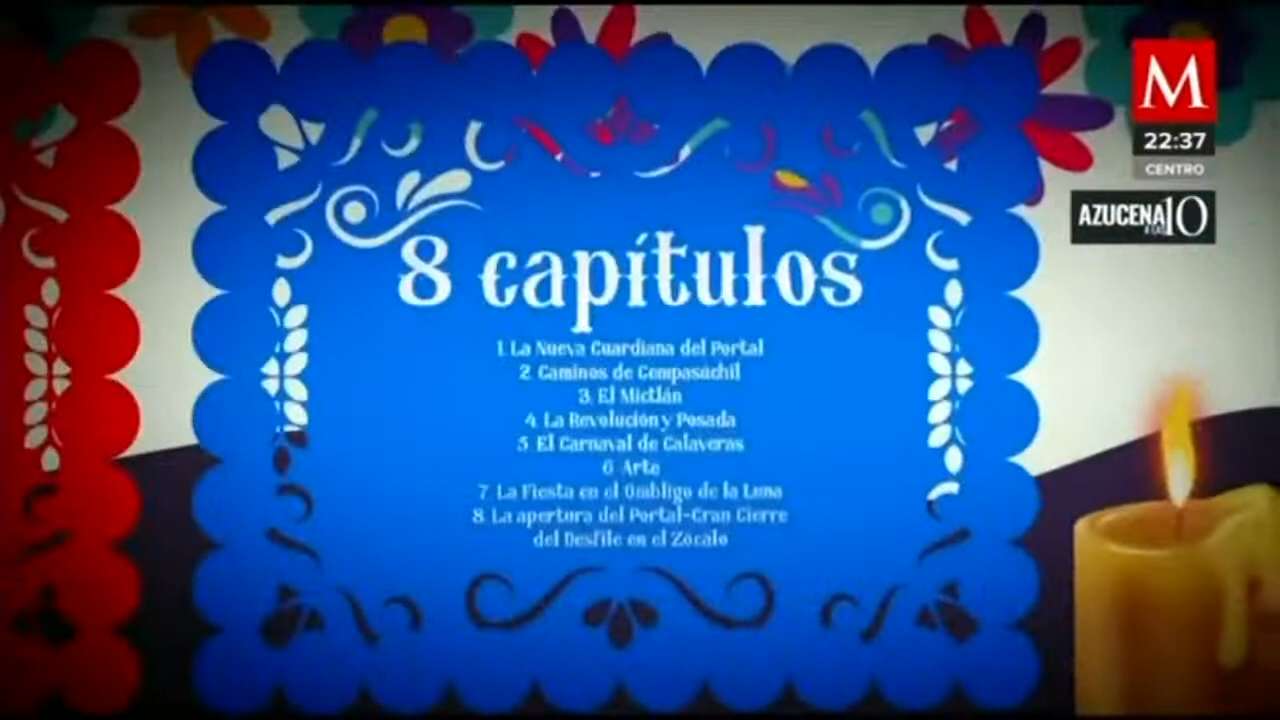 M
22:37
CENTRO
AZUCENA 10
8 capítulos
1. La Nueva Guardiana del Portal
2. Caminos de Cempasúchil
3. El Mictlán
4. La Revolución y Posada
5. El Carnaval de Calaveras
6. Arte
7. La Fiesta en el Ombligo de la Luna
8. La apertura del Portal-Gran Cierre
del Desfile en el Zócalo